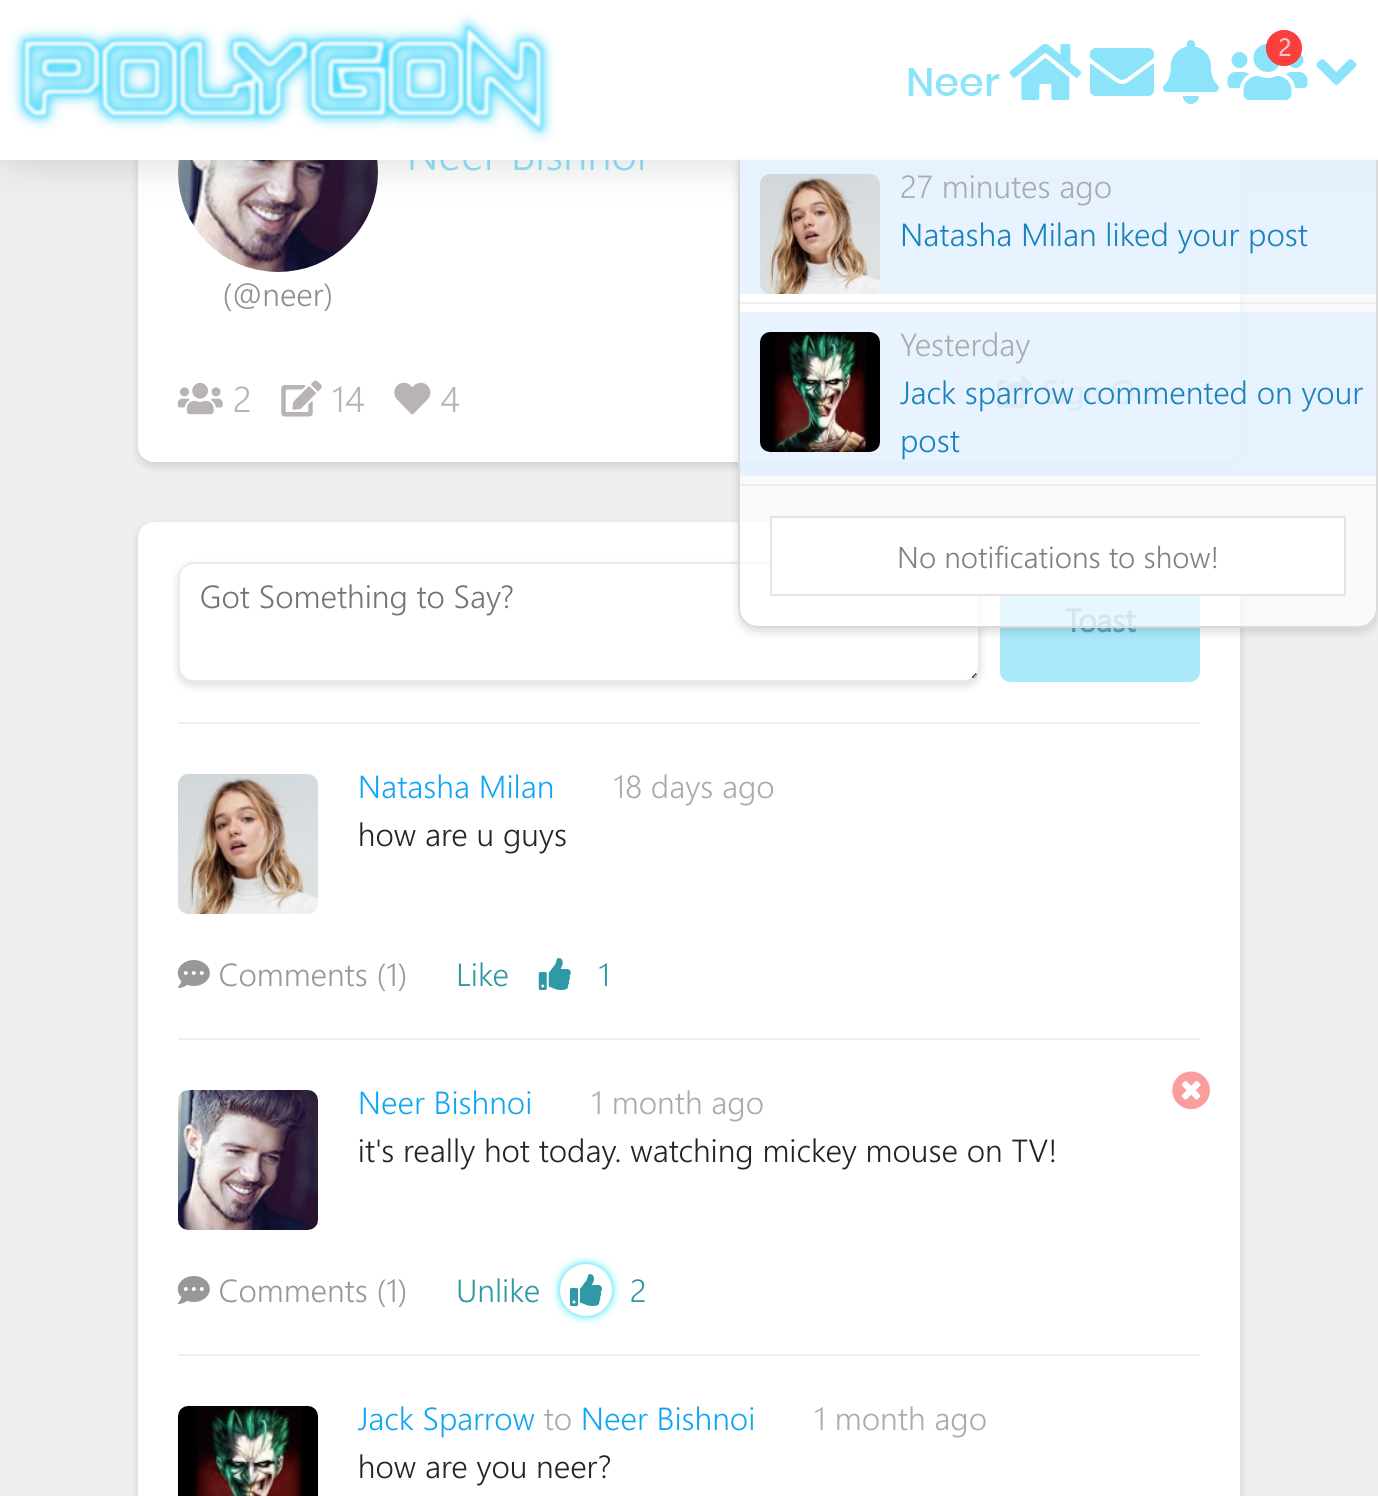 POLYGON
Neer
2
Neer Bishnoi
(@neer)
2 14 4
27 minutes ago
Natasha Milan liked your post
Yesterday
Jack sparrow commented on your
post
Sign Out
No notifications to show!
Got Something to Say?
Toast
Natasha Milan 18 days ago
how are u guys
Comments (1) Like 1
Neer Bishnoi 1 month ago
it's really hot today. watching mickey mouse on TV!
Comments (1) Unlike 2
Jack Sparrow to Neer Bishnoi 1 month ago
how are you neer?